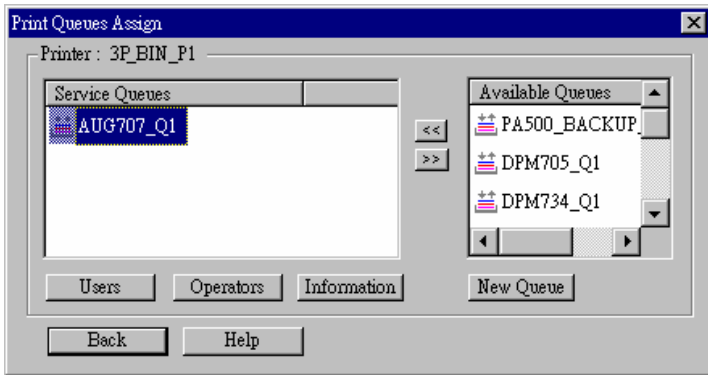 Print Queues Assign
Printer : 3P_BIN_P1
Service Queues
AUG707_Q1
<<
>>
Available Queues
PA500_BACKUP_
DPM705_Q1
DPM734_Q1
Users Operators Information New Queue
Back Help